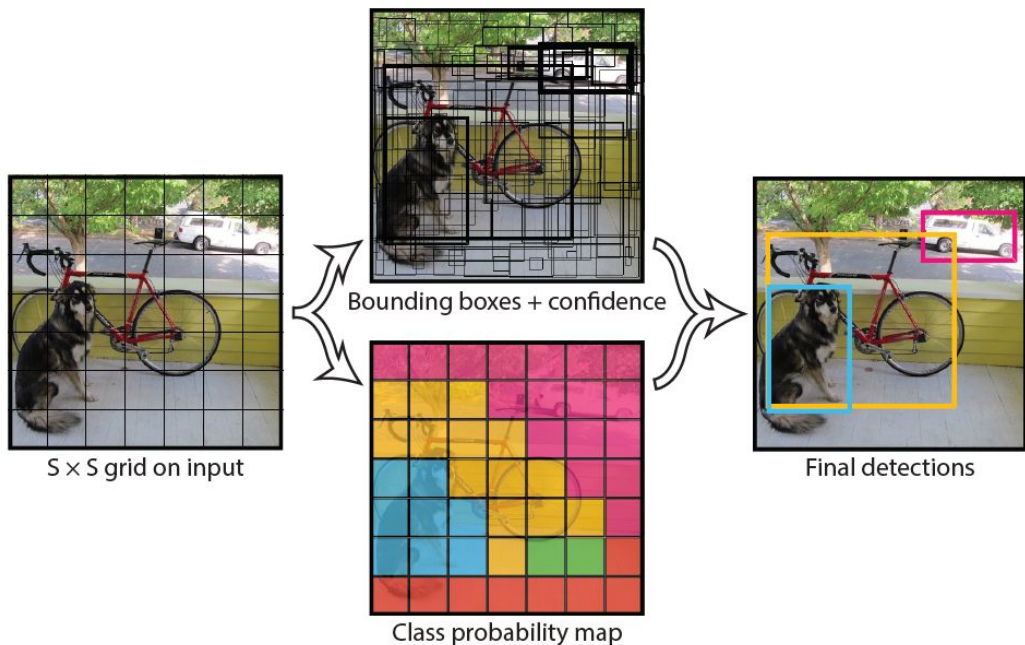 S × S grid on input
Bounding boxes + confidence
Class probability map
Final detections